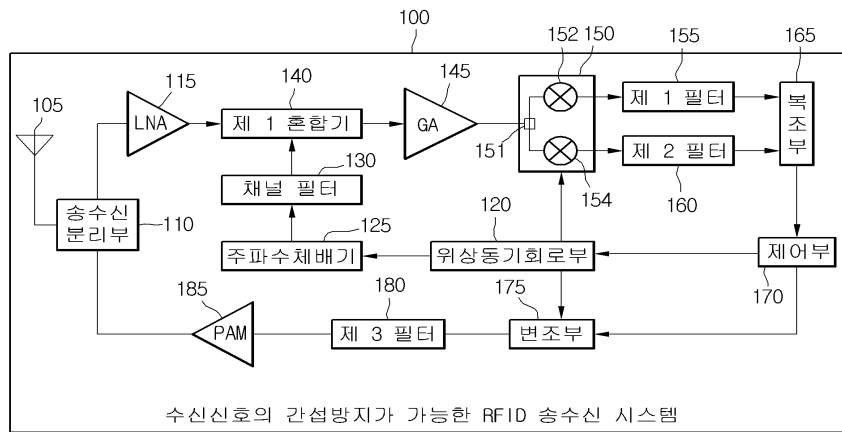 100
152
150
155
165
105
115
140
145
LNA
제 1 혼합기
GA
151
제 1 필터
복조부
130
채널 필터
제 2 필터
154
160
송수신
분리부
110
125
주파수체배기
120
위상동기회로부
제어부
170
185
PAM
180
제 3 필터
175
변조부
수신신호의 간섭방지가 가능한 RFID 송수신 시스템